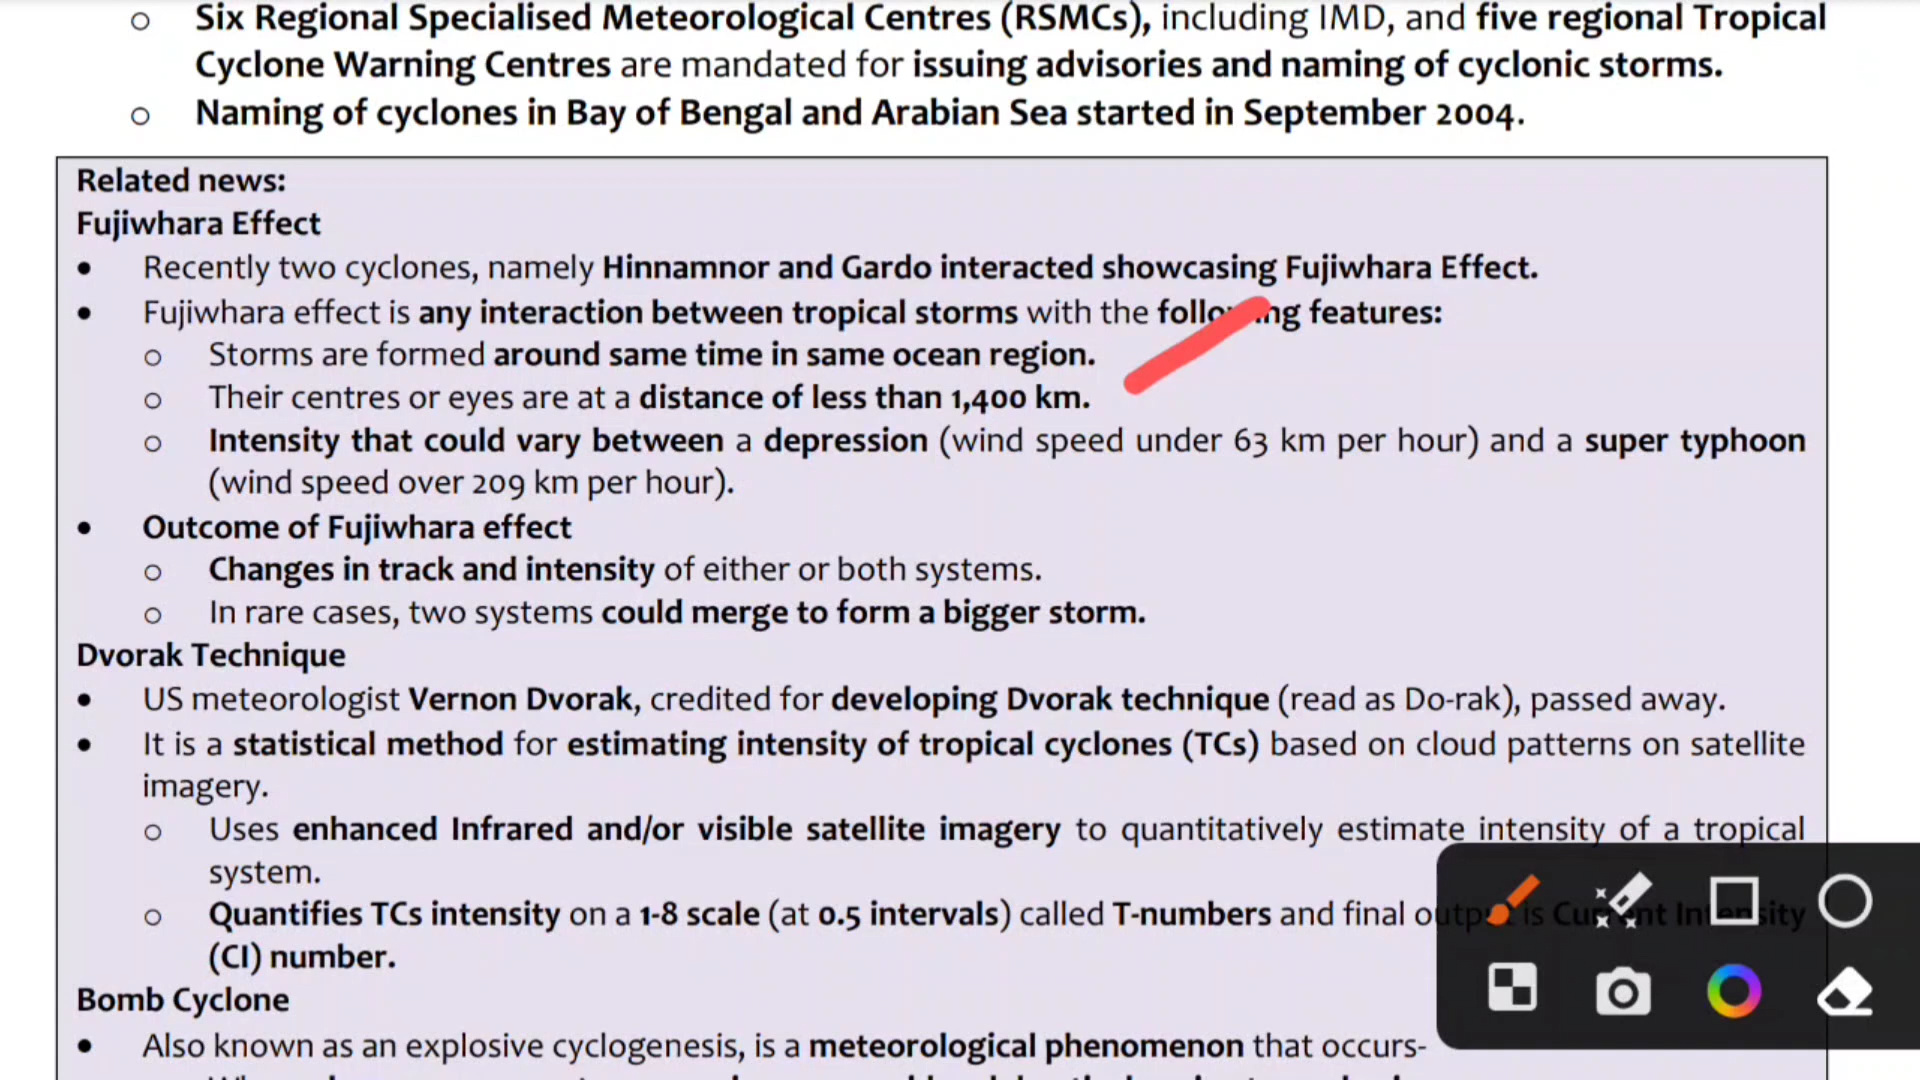 o Six Regional Specialised Meteorological Centres (RSMCs), including IMD, and five regional Tropical
Cyclone Warning Centres are mandated for issuing advisories and naming of cyclonic storms.
o Naming of cyclones in Bay of Bengal and Arabian Sea started in September 2004.
Related news:
Fujiwhara Effect
• Recently two cyclones, namely Hinnamnor and Gardo interacted showcasing Fujiwhara Effect.
• Fujiwhara effect is any interaction between tropical storms with the following features:
o Storms are formed around same time in same ocean region.
o Their centres or eyes are at a distance of less than 1,400 km.
o Intensity that could vary between a depression (wind speed under 63 km per hour) and a super typhoon
(wind speed over 209 km per hour).
• Outcome of Fujiwhara effect
o Changes in track and intensity of either or both systems.
o In rare cases, two systems could merge to form a bigger storm.
Dvorak Technique
• US meteorologist Vernon Dvorak, credited for developing Dvorak technique (read as Do-rak), passed away.
• It is a statistical method for estimating intensity of tropical cyclones (TCs) based on cloud patterns on satellite
imagery.
o Uses enhanced Infrared and/or visible satellite imagery to quantitatively estimate intensity of a tropical
system.
o Quantifies TCs intensity on a 1-8 scale (at 0.5 intervals) called T-numbers and final output is Current Intensity
(CI) number.
Bomb Cyclone
• Also known as an explosive cyclogenesis, is a meteorological phenomenon that occurs-